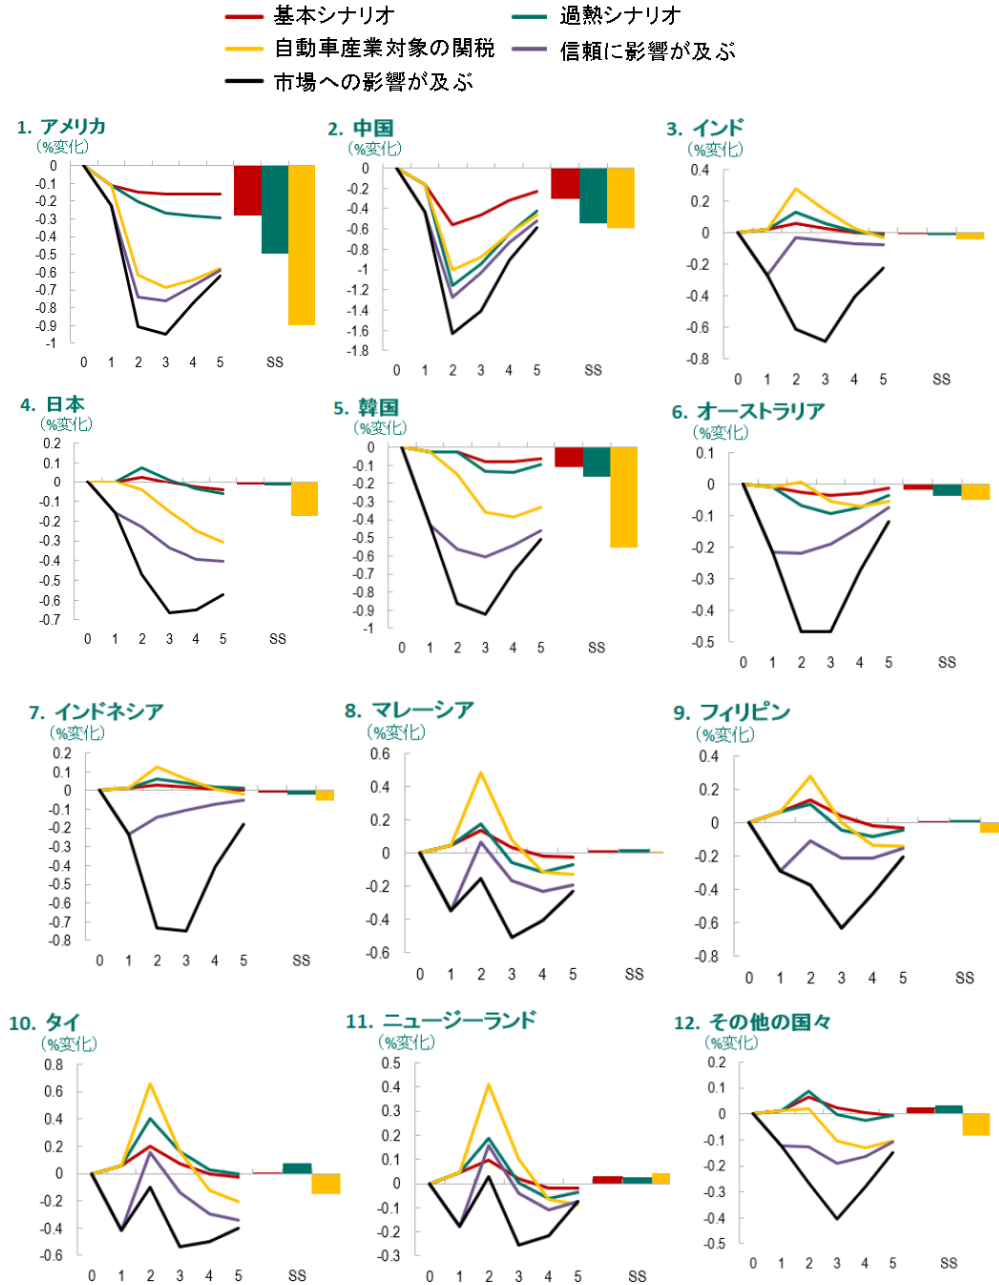 基本シナリオ 過熱シナリオ
自動車産業対象の関税 信頼に影響が及ぶ
市場への影響が及ぶ
1. アメリカ
(%変化)
0
-0.1
-0.2
-0.3
-0.4
-0.5
-0.6
-0.7
-0.8
-0.9
-1
0 1 2 3 4 5 SS
2. 中国
(%変化)
0
-0.2
-0.4
-0.6
-0.8
-1
-1.2
-1.4
-1.6
-1.8
0 1 2 3 4 5 SS
3. インド
(%変化)
0.4
0.2
0
-0.2
-0.4
-0.6
-0.8
0 1 2 3 4 5 SS
4. 日本
(%変化)
0.2
0.1
0
-0.1
-0.2
-0.3
-0.4
-0.5
-0.6
-0.7
0 1 2 3 4 5 SS
5. 韓国
(%変化)
0
-0.1
-0.2
-0.3
-0.4
-0.5
-0.6
-0.7
-0.8
-0.9
-1
0 1 2 3 4 5 SS
6. オーストラリア
(%変化)
0.1
0
-0.1
-0.2
-0.3
-0.4
-0.5
0 1 2 3 4 5 SS
7. インドネシア
(%変化)
0.2
0.1
0
-0.1
-0.2
-0.3
-0.4
-0.5
-0.6
-0.7
-0.8
0 1 2 3 4 5 SS
8. マレーシア
(%変化)
0.6
0.4
0.2
0
-0.2
-0.4
-0.6
0 1 2 3 4 5 SS
9. フィリピン
(%変化)
0.4
0.2
0
-0.2
-0.4
-0.6
-0.8
0 1 2 3 4 5 SS
10. タイ
(%変化)
0.8
0.6
0.4
0.2
0
-0.2
-0.4
-0.6
0 1 2 3 4 5 SS
11. ニュージーランド
(%変化)
0.5
0.4
0.3
0.2
0.1
0
-0.1
-0.2
-0.3
0 1 2 3 4 5 SS
12. その他の国々
(%変化)
0.2
0.1
0
-0.1
-0.2
-0.3
-0.4
-0.5
0 1 2 3 4 5 SS